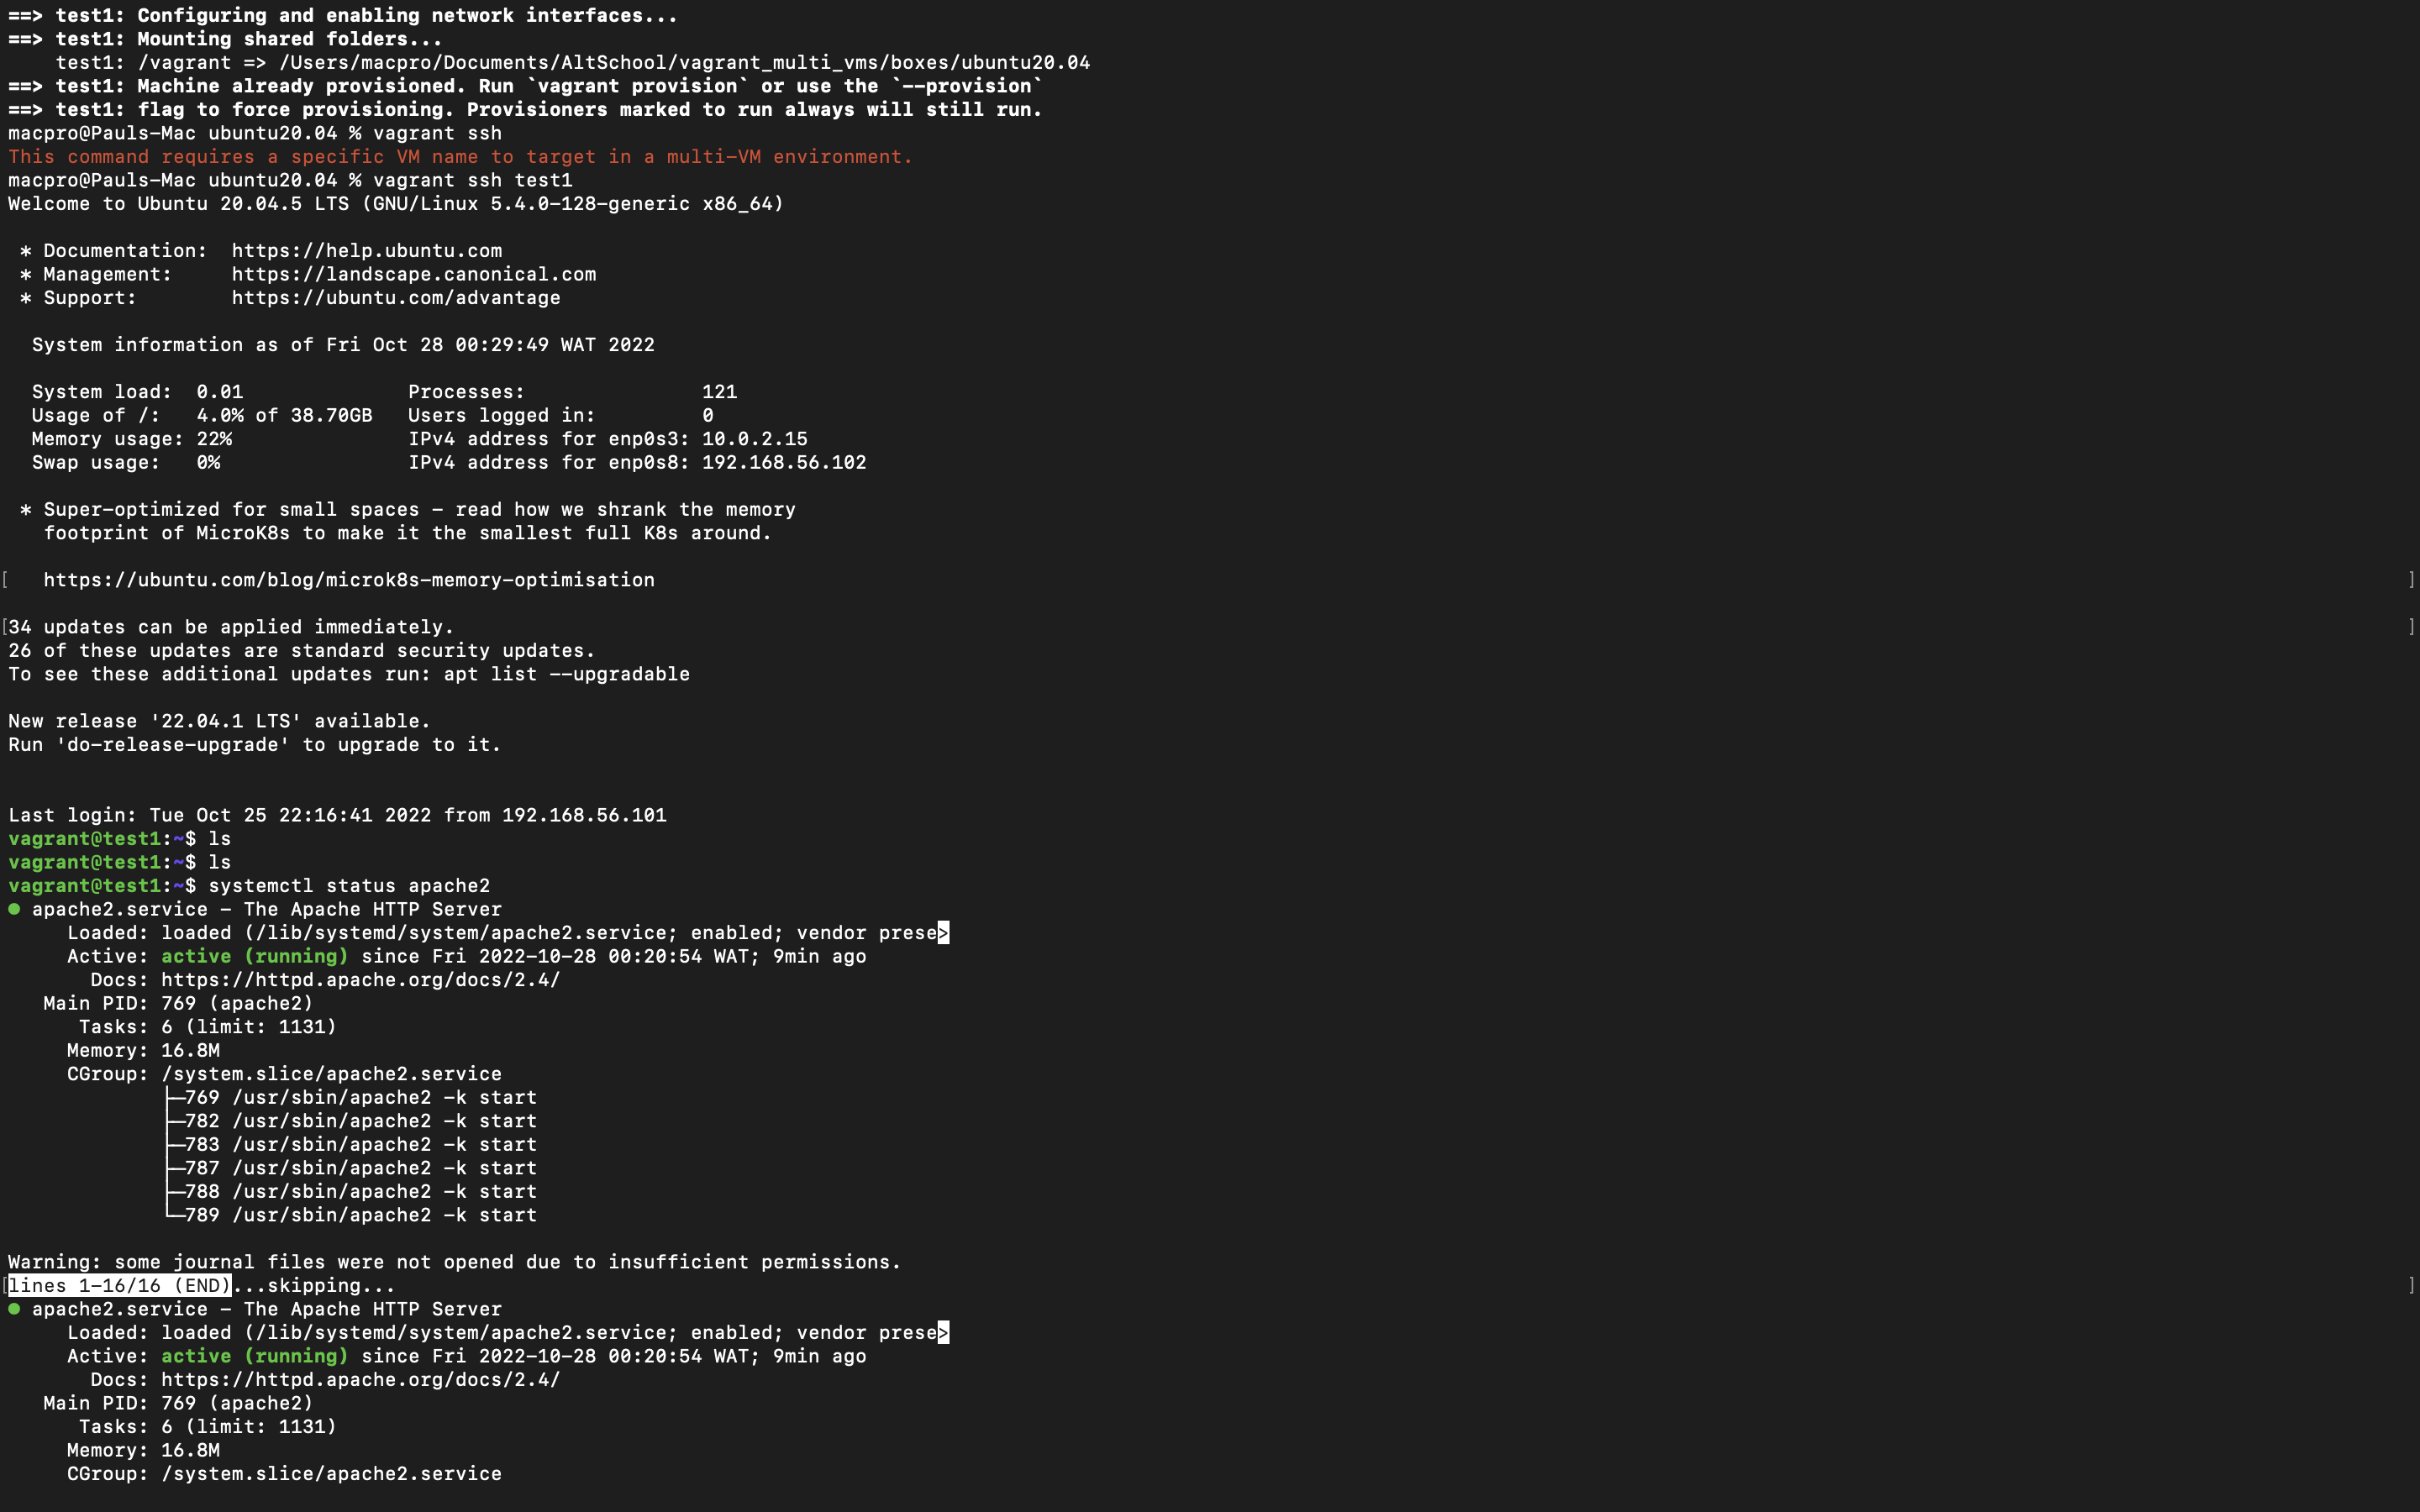 ==> test1: Configuring and enabling network interfaces...
==> test1: Mounting shared folders...
    test1: /vagrant => /Users/macpro/Documents/AltSchool/vagrant_multi_vms/boxes/ubuntu20.04
==> test1: Machine already provisioned. Run `vagrant provision` or use the `--provision`
==> test1: flag to force provisioning. Provisioners marked to run always will still run.
macpro@Pauls-Mac ubuntu20.04 % vagrant ssh
This command requires a specific VM name to target in a multi-VM environment.
macpro@Pauls-Mac ubuntu20.04 % vagrant ssh test1
Welcome to Ubuntu 20.04.5 LTS (GNU/Linux 5.4.0-128-generic x86_64)

 * Documentation:  https://help.ubuntu.com
 * Management:     https://landscape.canonical.com
 * Support:        https://ubuntu.com/advantage

  System information as of Fri Oct 28 00:29:49 WAT 2022

  System load:  0.01              Processes:               121
  Usage of /:   4.0% of 38.70GB   Users logged in:         0
  Memory usage: 22%               IPv4 address for enp0s3: 10.0.2.15
  Swap usage:   0%                IPv4 address for enp0s8: 192.168.56.102

 * Super-optimized for small spaces - read how we shrank the memory
   footprint of MicroK8s to make it the smallest full K8s around.

[   https://ubuntu.com/blog/microk8s-memory-optimisation ]

[34 updates can be applied immediately. ]
26 of these updates are standard security updates.
To see these additional updates run: apt list --upgradable

New release '22.04.1 LTS' available.
Run 'do-release-upgrade' to upgrade to it.


Last login: Tue Oct 25 22:16:41 2022 from 192.168.56.101
vagrant@test1:~$ ls
vagrant@test1:~$ ls
vagrant@test1:~$ systemctl status apache2
● apache2.service - The Apache HTTP Server
     Loaded: loaded (/lib/systemd/system/apache2.service; enabled; vendor prese>
     Active: active (running) since Fri 2022-10-28 00:20:54 WAT; 9min ago
       Docs: https://httpd.apache.org/docs/2.4/
   Main PID: 769 (apache2)
      Tasks: 6 (limit: 1131)
     Memory: 16.8M
     CGroup: /system.slice/apache2.service
             ├─769 /usr/sbin/apache2 -k start
             ├─782 /usr/sbin/apache2 -k start
             ├─783 /usr/sbin/apache2 -k start
             ├─787 /usr/sbin/apache2 -k start
             ├─788 /usr/sbin/apache2 -k start
             └─789 /usr/sbin/apache2 -k start

Warning: some journal files were not opened due to insufficient permissions.
[lines 1-16/16 (END)...skipping... ]
● apache2.service - The Apache HTTP Server
     Loaded: loaded (/lib/systemd/system/apache2.service; enabled; vendor prese>
     Active: active (running) since Fri 2022-10-28 00:20:54 WAT; 9min ago
       Docs: https://httpd.apache.org/docs/2.4/
   Main PID: 769 (apache2)
      Tasks: 6 (limit: 1131)
     Memory: 16.8M
     CGroup: /system.slice/apache2.service